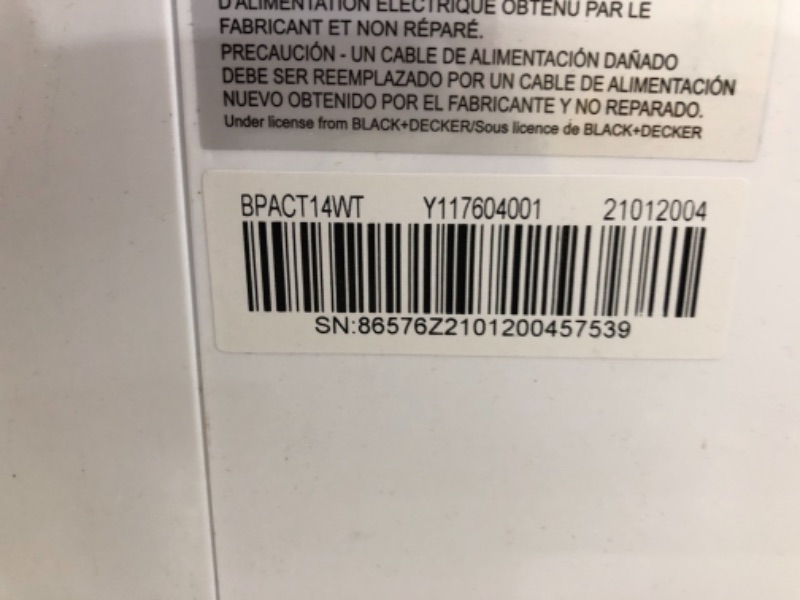 D'ALIMENTATION ÉLECTRIQUE OBTENU PAR LE
FABRICANT ET NON RÉPARÉ.
PRECAUCIÓN - UN CABLE DE ALIMENTACIÓN DAÑADO
DEBE SER REEMPLAZADO POR UN CABLE DE ALIMENTACIÓN
NUEVO OBTENIDO POR EL FABRICANTE Y NO REPARADO.
Under license from BLACK+DECKER/Sous licence de BLACK+DECKER
BPACT14WT Y117604001 21012004
SN:86576Z2101200457539